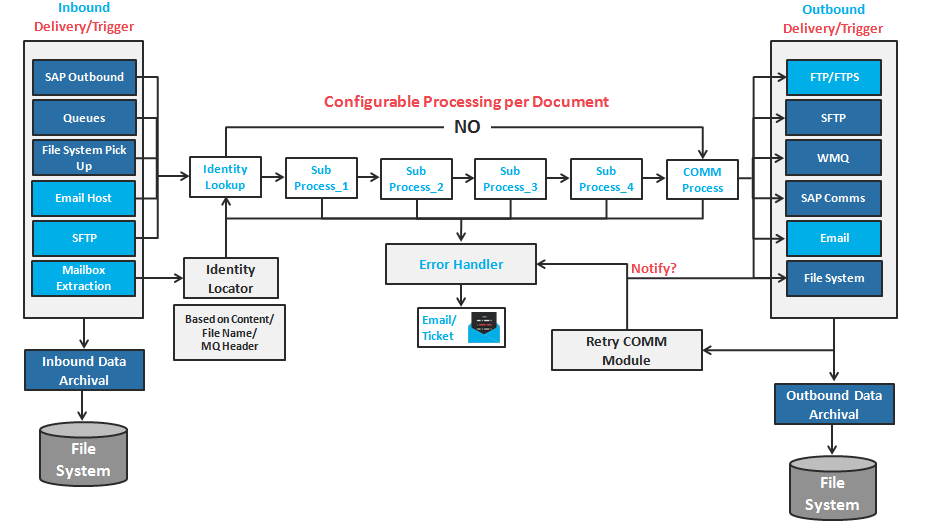 Inbound
Delivery/Trigger
SAP Outbound
Queues
File System Pick
Up
Email Host
SFTP
Mailbox
Extraction
Inbound Data
Archival
File
System
Configurable Processing per Document
NO
Identity
Lookup
Sub
Process_1
Sub
Process_2
Sub
Process_3
Sub
Process_4
COMM
Process
Identity
Locator
Based on Content/
File Name/
MQ Header
Error Handler
Email/
Ticket
Notify?
Retry COMM
Module
Outbound
Delivery/Trigger
FTP/FTPS
SFTP
WMQ
SAP Comms
Email
File System
Outbound Data
Archival
File
System